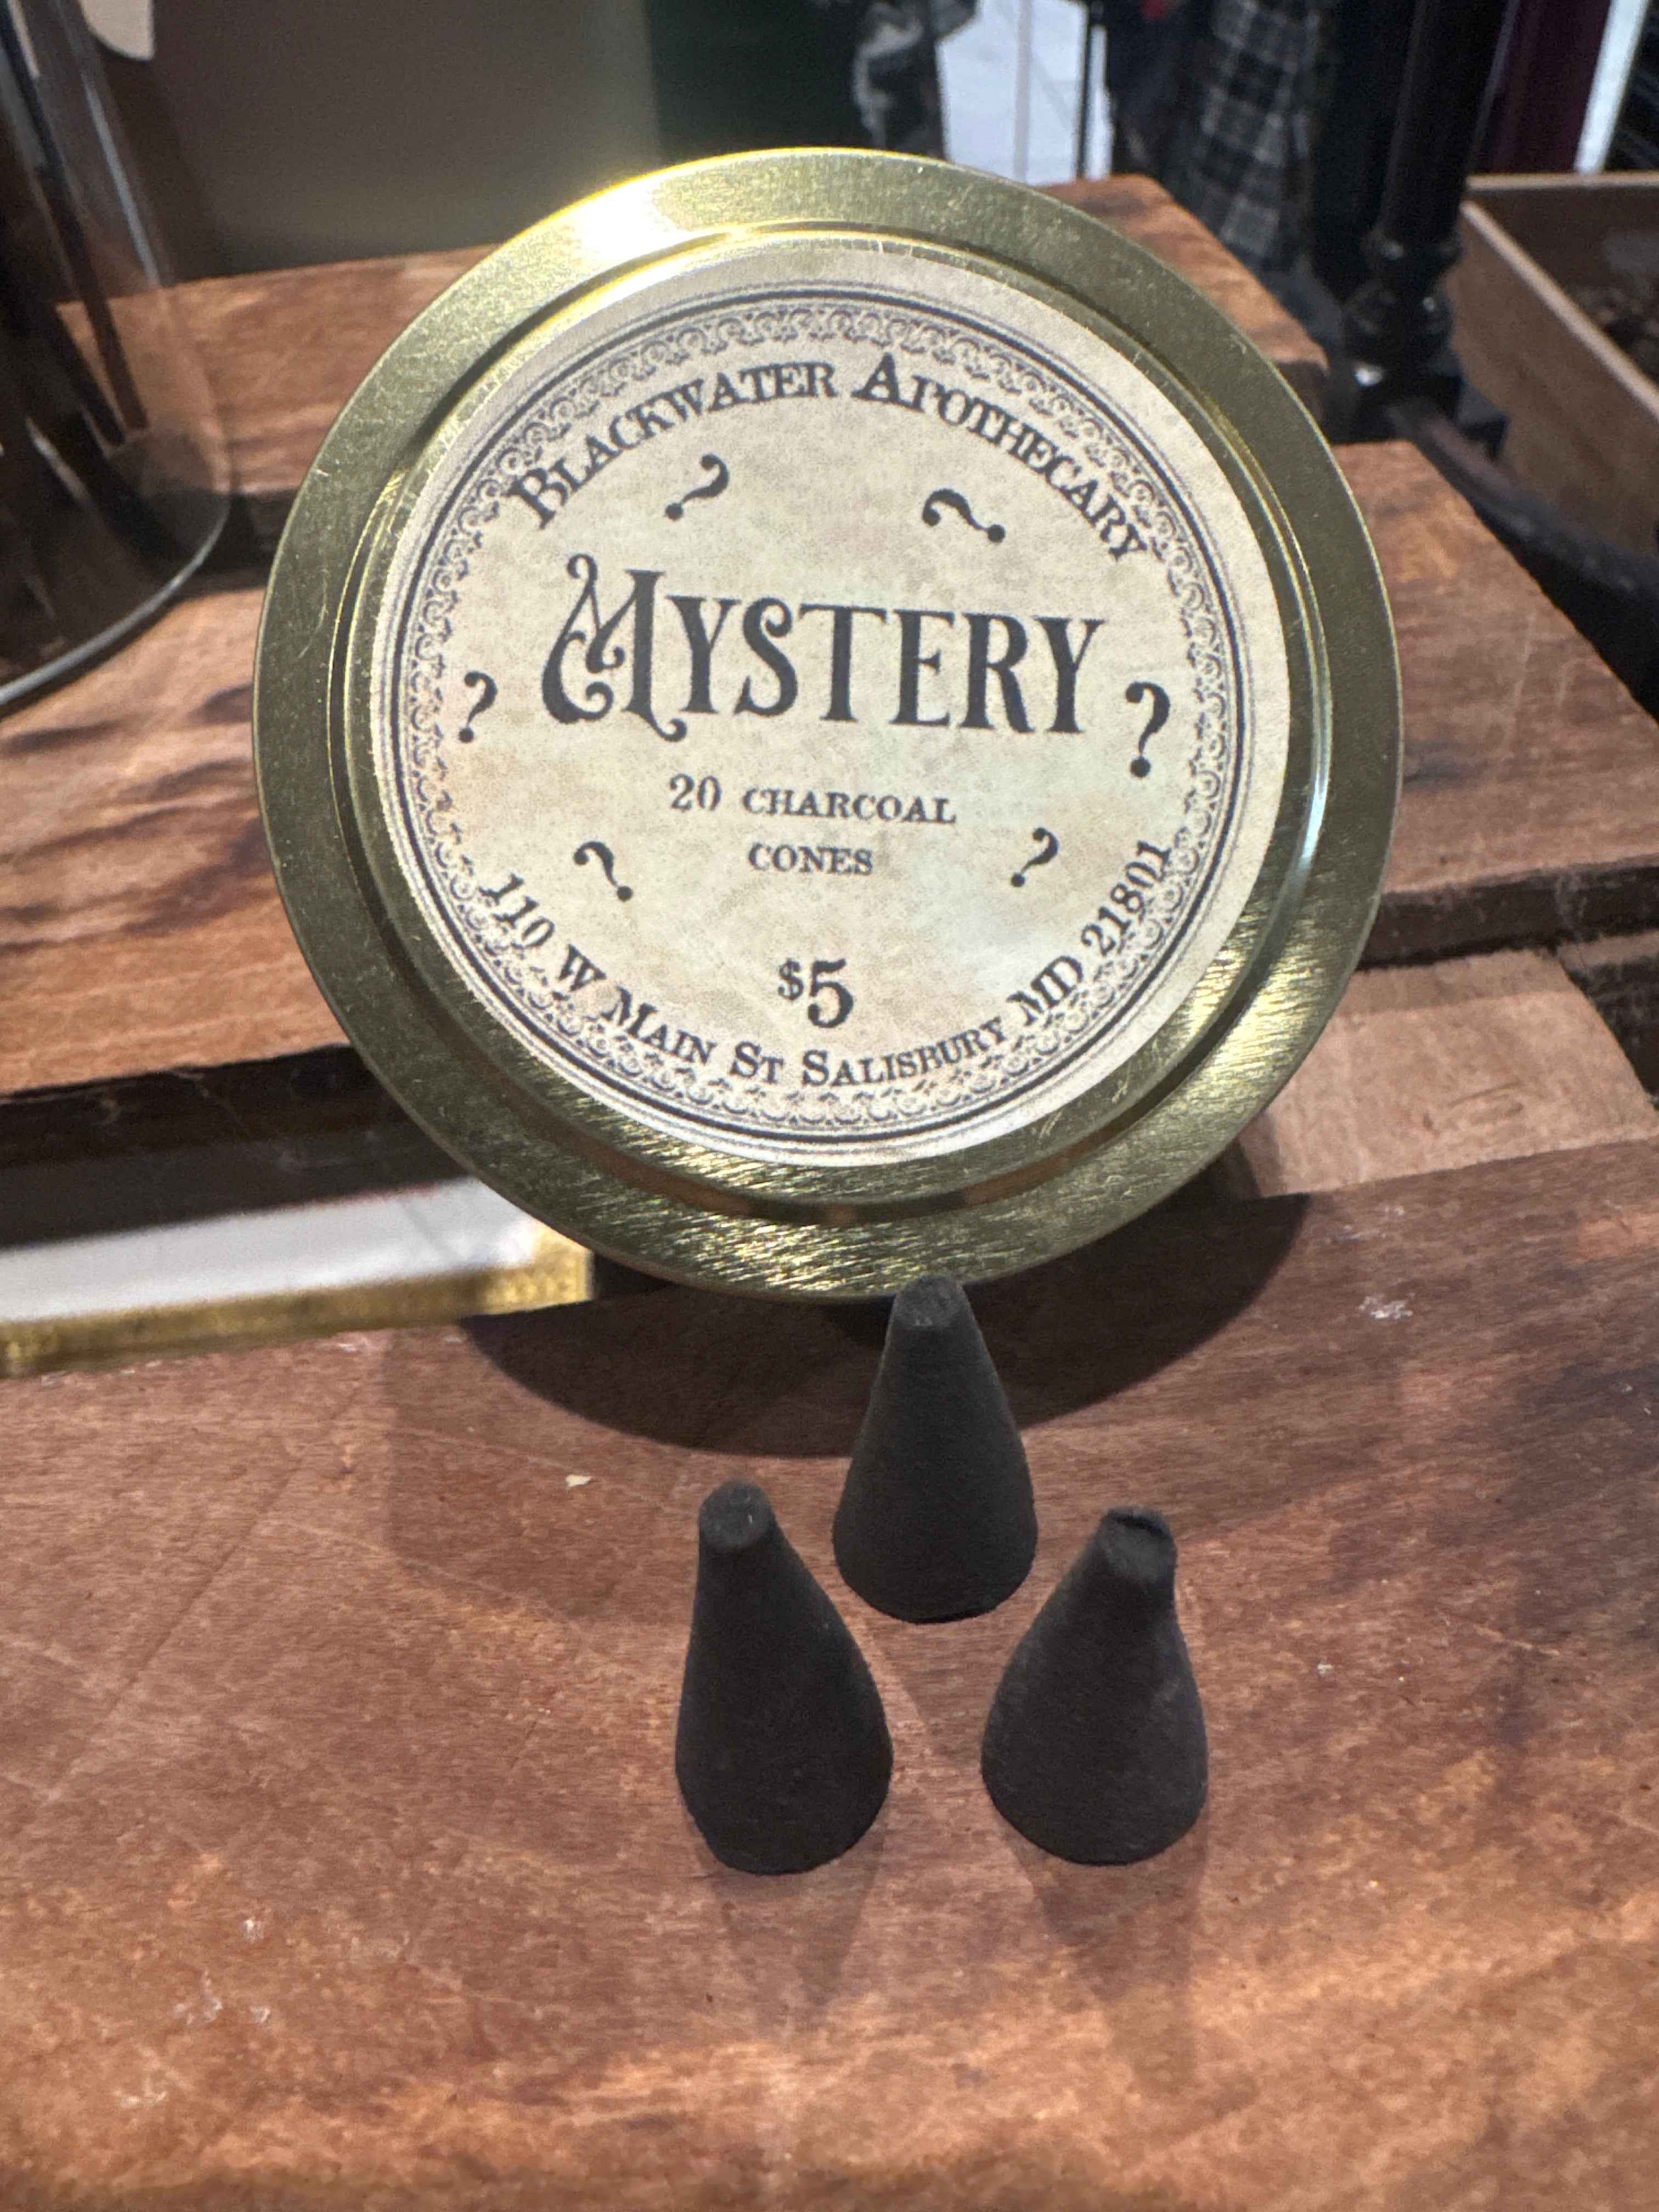 Blackwater Apothecary
? ?
Mystery
? ?
20 charcoal
cones
? ?
$5
110 W Main St Salisbury MD 21801